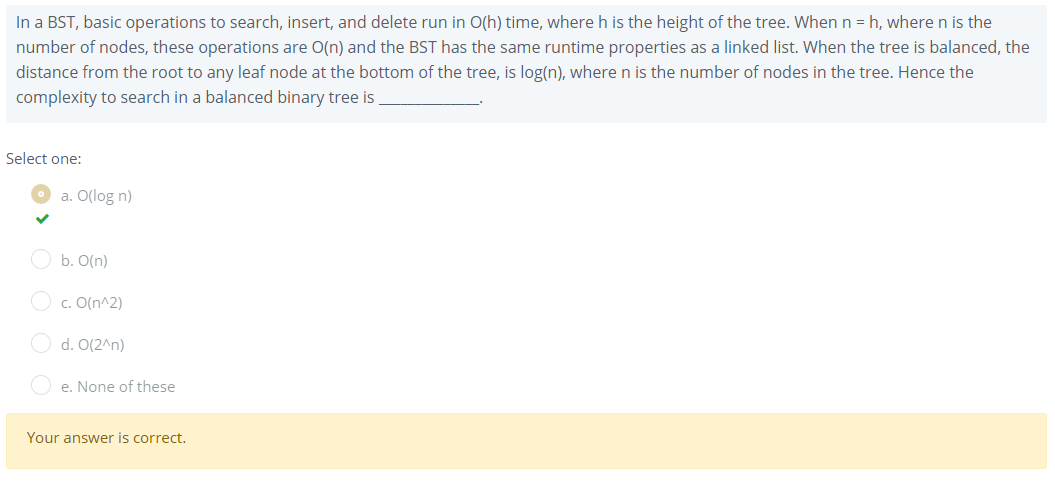 In a BST, basic operations to search, insert, and delete run in O(h) time, where h is the height of the tree. When n = h, where n is the
number of nodes, these operations are O(n) and the BST has the same runtime properties as a linked list. When the tree is balanced, the
distance from the root to any leaf node at the bottom of the tree, is log(n), where n is the number of nodes in the tree. Hence the
complexity to search in a balanced binary tree is ______________.
Select one:
a. O(log n)
b. O(n)
c. O(n^2)
d. O(2^n)
e. None of these
Your answer is correct.